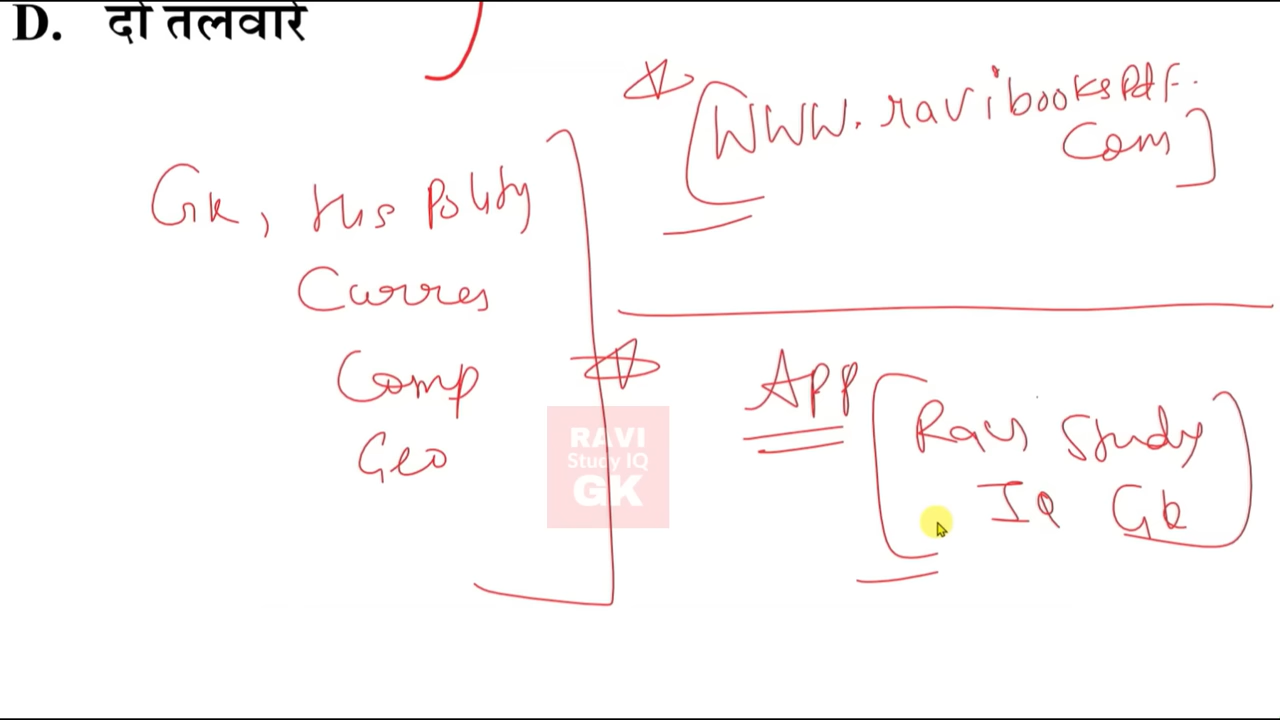 D. दो तलवारे
WWW.ravibooksPdf.
Com
Gk, His Polity
Curres
Comp
Geo
App
Ravi Study
IQ Gk
RAVI
Study IQ
GK